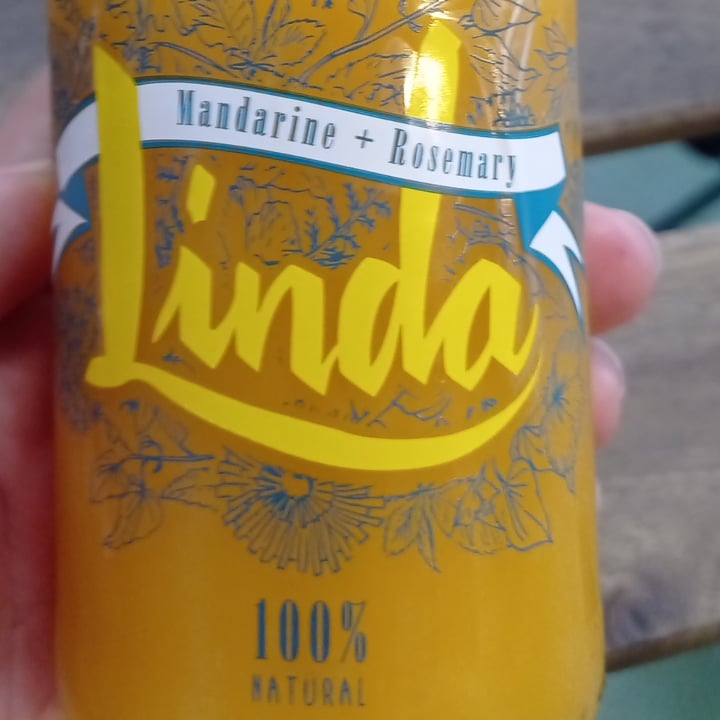 Mandarine + Rosemary
Linda
100%
NATURAL